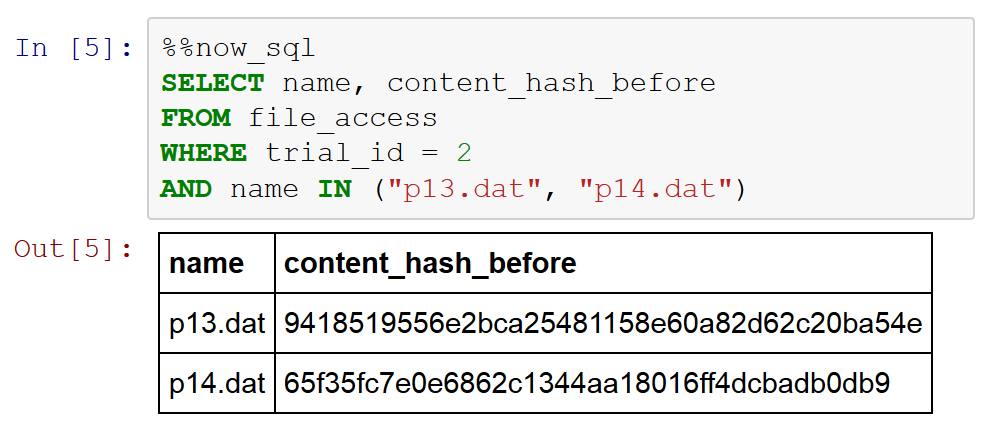 In [5]: %%now_sql
SELECT name, content_hash_before
FROM file_access
WHERE trial_id = 2
AND name IN ("p13.dat", "p14.dat")
Out[5]:
name content_hash_before
p13.dat 9418519556e2bca25481158e60a82d62c20ba54e
p14.dat 65f35fc7e0e6862c1344aa18016ff4dcbadb0db9